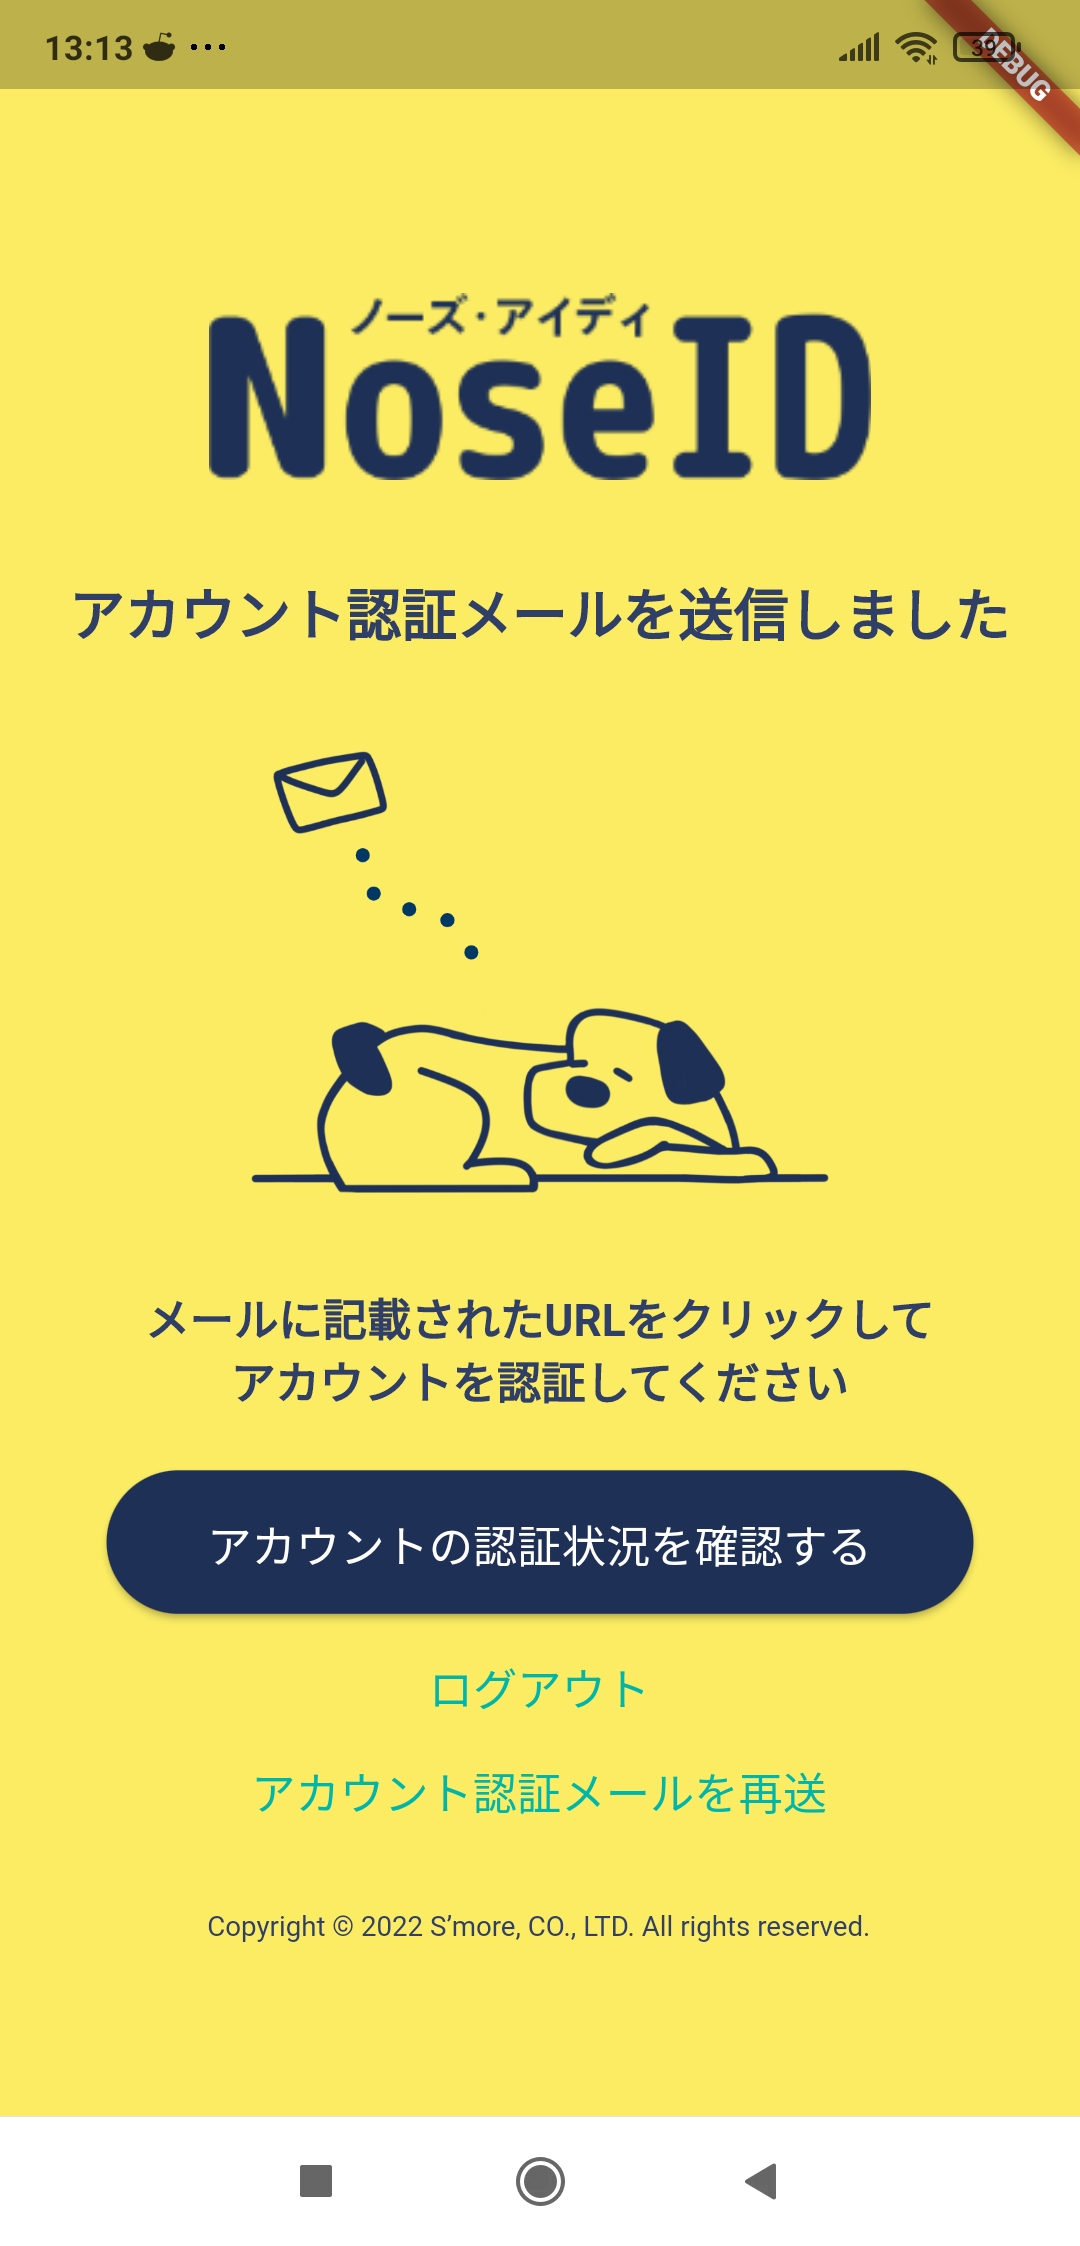 13:13
39
DEBUG
ノーズ・アイディ
NoseID
アカウント認証メールを送信しました
メールに記載されたURLをクリックして
アカウントを認証してください
アカウントの認証状況を確認する
ログアウト
アカウント認証メールを再送
Copyright © 2022 S’more, CO., LTD. All rights reserved.